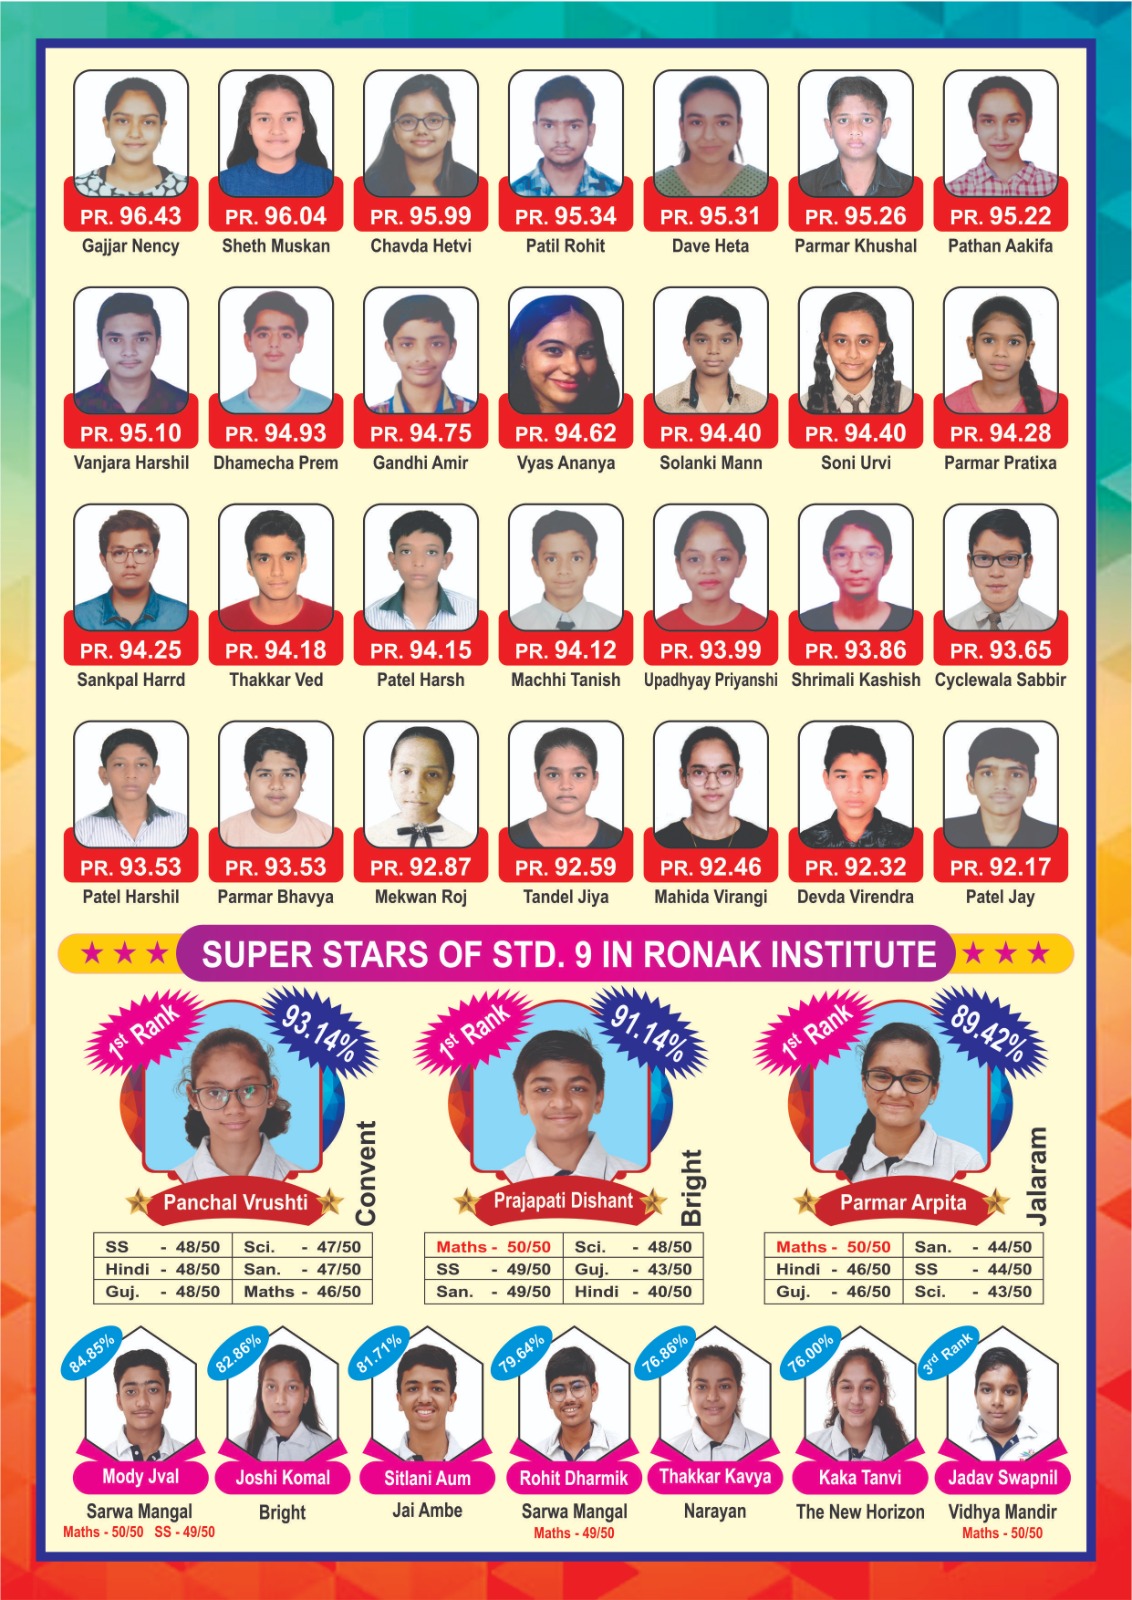 PR. 96.43 PR. 96.04 PR. 95.99 PR. 95.34 PR. 95.31 PR. 95.26 PR. 95.22
Gajjar Nency Sheth Muskan Chavda Hetvi Patil Rohit Dave Heta Parmar Khushal Pathan Aakifa
PR. 95.10 PR. 94.93 PR. 94.75 PR. 94.62 PR. 94.40 PR. 94.40 PR. 94.28
Vanjara Harshil Dhamecha Prem Gandhi Amir Vyas Ananya Solanki Mann Soni Urvi Parmar Pratixa
PR. 94.25 PR. 94.18 PR. 94.15 PR. 94.12 PR. 93.99 PR. 93.86 PR. 93.65
Sankpal Harrd Thakkar Ved Patel Harsh Machhi Tanish Upadhyay Priyanshi Shrimali Kashish Cyclewala Sabbir
PR. 93.53 PR. 93.53 PR. 92.87 PR. 92.59 PR. 92.46 PR. 92.32 PR. 92.17
Patel Harshil Parmar Bhavya Mekwan Roj Tandel Jiya Mahida Virangi Devda Virendra Patel Jay
SUPER STARS OF STD. 9 IN RONAK INSTITUTE
1st Rank 93.14% 1st Rank 91.14% 1st Rank 89.42%
Convent Bright Jalaram
Panchal Vrushti Prajapati Dishant Parmar Arpita
SS - 48/50 Sci. - 47/50 Maths - 50/50 Sci. - 48/50 Maths - 50/50 San. - 44/50
Hindi - 48/50 San. - 47/50 SS - 49/50 Guj. - 43/50 Hindi - 46/50 SS - 44/50
Guj. - 48/50 Maths - 46/50 San. - 49/50 Hindi - 40/50 Guj. - 46/50 Sci. - 43/50
84.85% 82.86% 81.71% 79.64% 76.86% 76.00% 3rd Rank
Mody Jval Joshi Komal Sitlani Aum Rohit Dharmik Thakkar Kavya Kaka Tanvi Jadav Swapnil
Sarwa Mangal Bright Jai Ambe Sarwa Mangal Narayan The New Horizon Vidhya Mandir
Maths - 50/50 SS - 49/50 Maths - 49/50 Maths - 50/50